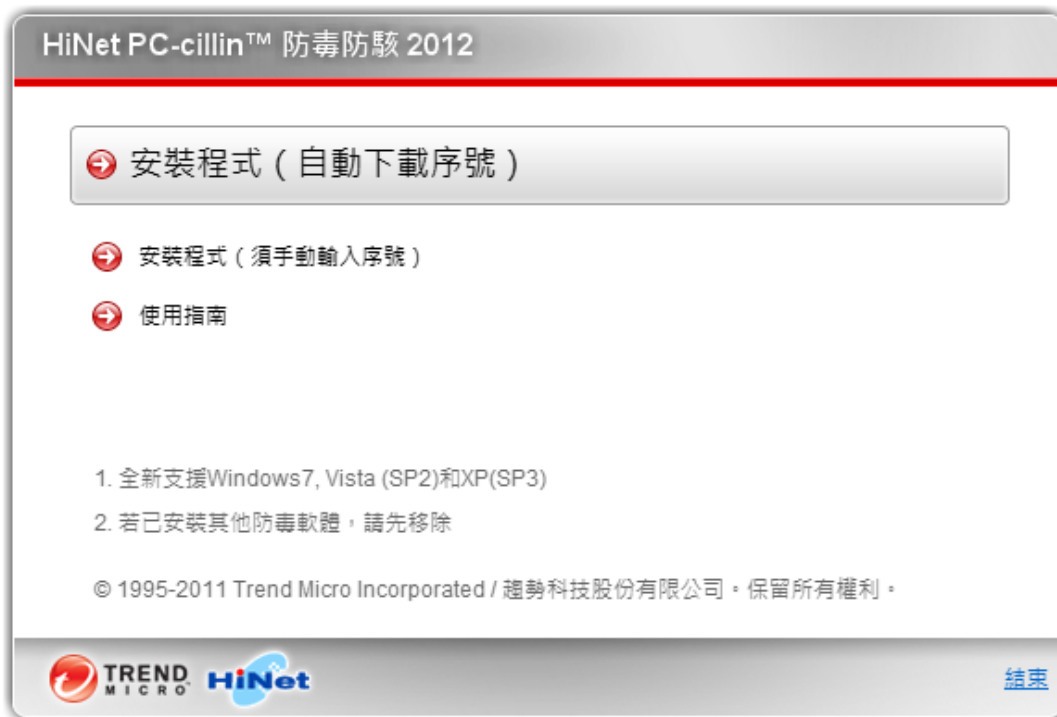 HiNet PC-cillin™ 防毒防駭 2012
安裝程式（自動下載序號）
安裝程式（須手動輸入序號）
使用指南
1. 全新支援Windows7, Vista (SP2)和XP(SP3)
2. 若已安裝其他防毒軟體，請先移除
© 1995-2011 Trend Micro Incorporated / 趨勢科技股份有限公司。保留所有權利。
TREND MICRO HiNet
結束